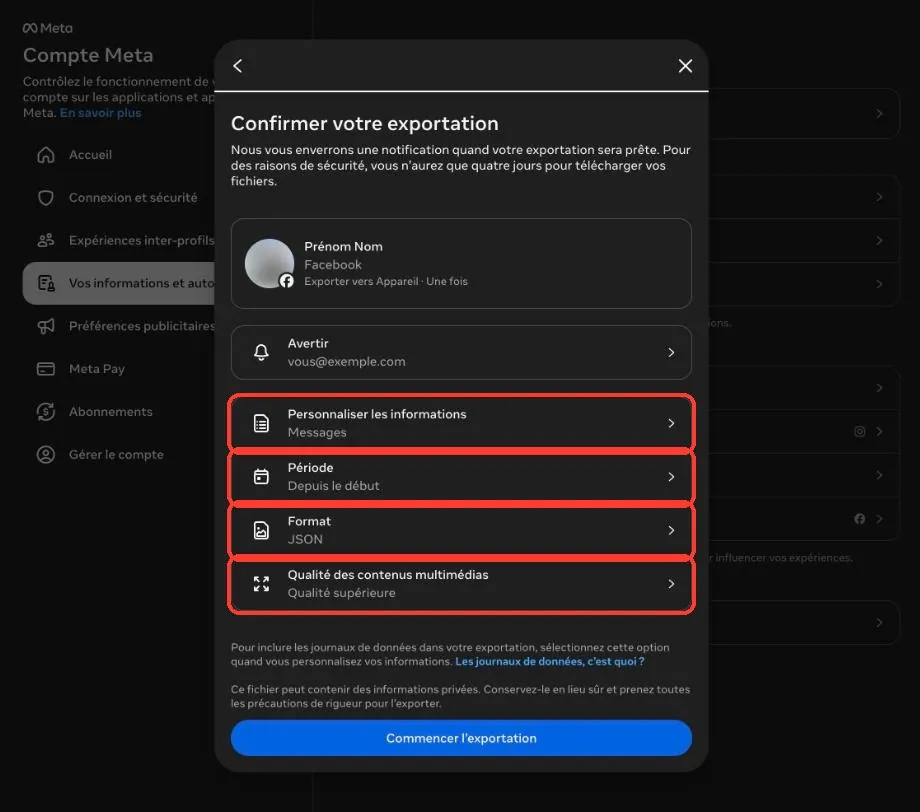 Meta
Compte Meta
Contrôlez le fonctionnement de
compte sur les applications et
Meta. En savoir plus
Accueil
Connexion et sécurité
Expériences inter-profils
Vos informations et auto
Préférences publicitaires
Meta Pay
Abonnements
Gérer le compte
Confirmer votre exportation
Nous vous enverrons une notification quand votre exportation sera prête. Pour
des raisons de sécurité, vous n'aurez que quatre jours pour télécharger vos
fichiers.
Prénom Nom
Facebook
Exporter vers Appareil · Une fois
Avertir
vous@exemple.com
Personnaliser les informations
Messages
Période
Depuis le début
Format
JSON
Qualité des contenus multimédias
Qualité supérieure
Pour inclure les journaux de données dans votre exportation, sélectionnez cette option
quand vous personnalisez vos informations. Les journaux de données, c'est quoi ?
Ce fichier peut contenir des informations privées. Conservez-le en lieu sûr et prenez toutes
les précautions de rigueur pour l'exporter.
Commencer l'exportation
ions.
r influencer vos expériences.